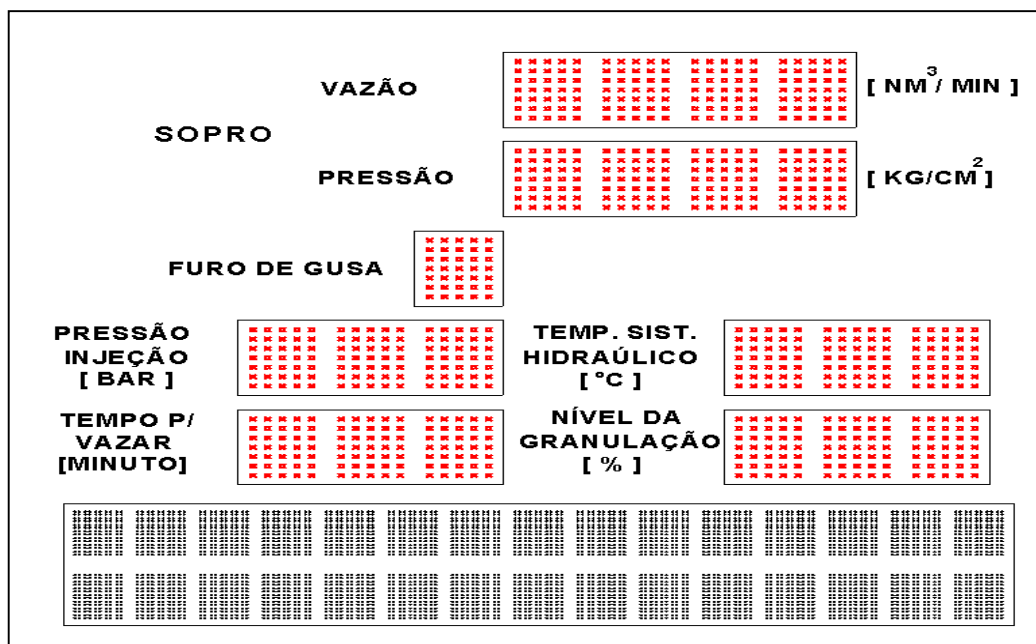 VAZÃO
[ NM³/ MIN ]
SOPRO
PRESSÃO
[ KG/CM² ]
FURO DE GUSA
PRESSÃO
INJEÇÃO
[ BAR ]
TEMP. SIST.
HIDRAÚLICO
[ ºC ]
TEMPO P/
VAZAR
[MINUTO]
NÍVEL DA
GRANULAÇÃO
[ % ]